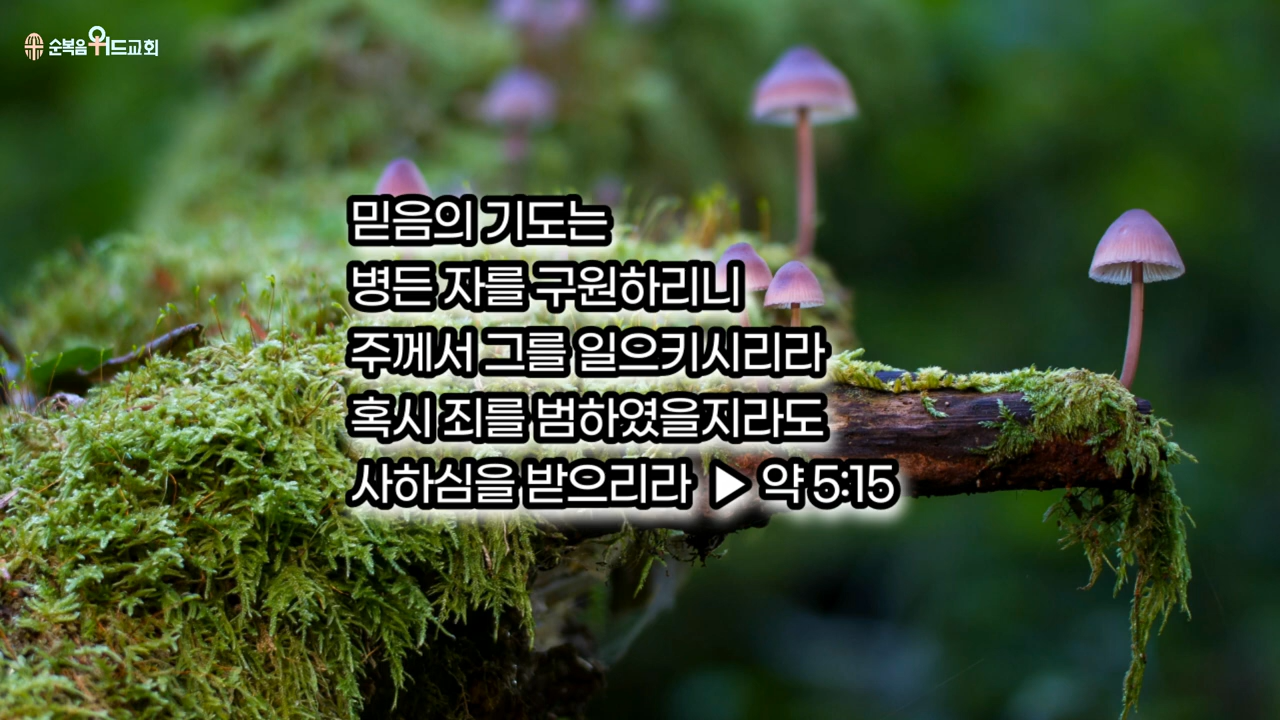 순복음위드교회
믿음의 기도는
병든 자를 구원하리니
주께서 그를 일으키시리라
혹시 죄를 범하였을지라도
사하심을 받으리라 ▶ 약 5:15